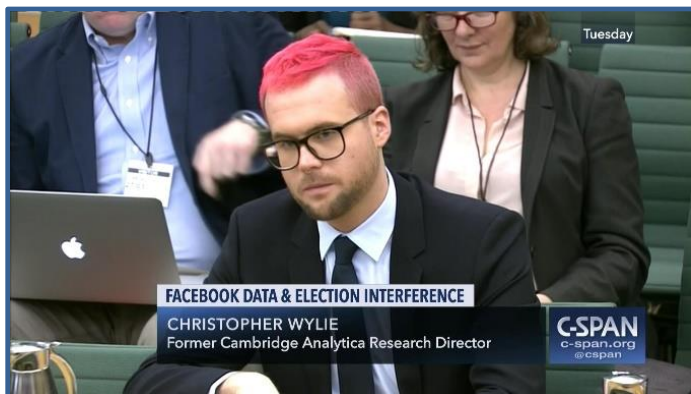 Tuesday
FACEBOOK DATA & ELECTION INTERFERENCE
CHRISTOPHER WYLIE
Former Cambridge Analytica Research Director
C-SPAN
c-span.org
@cspan